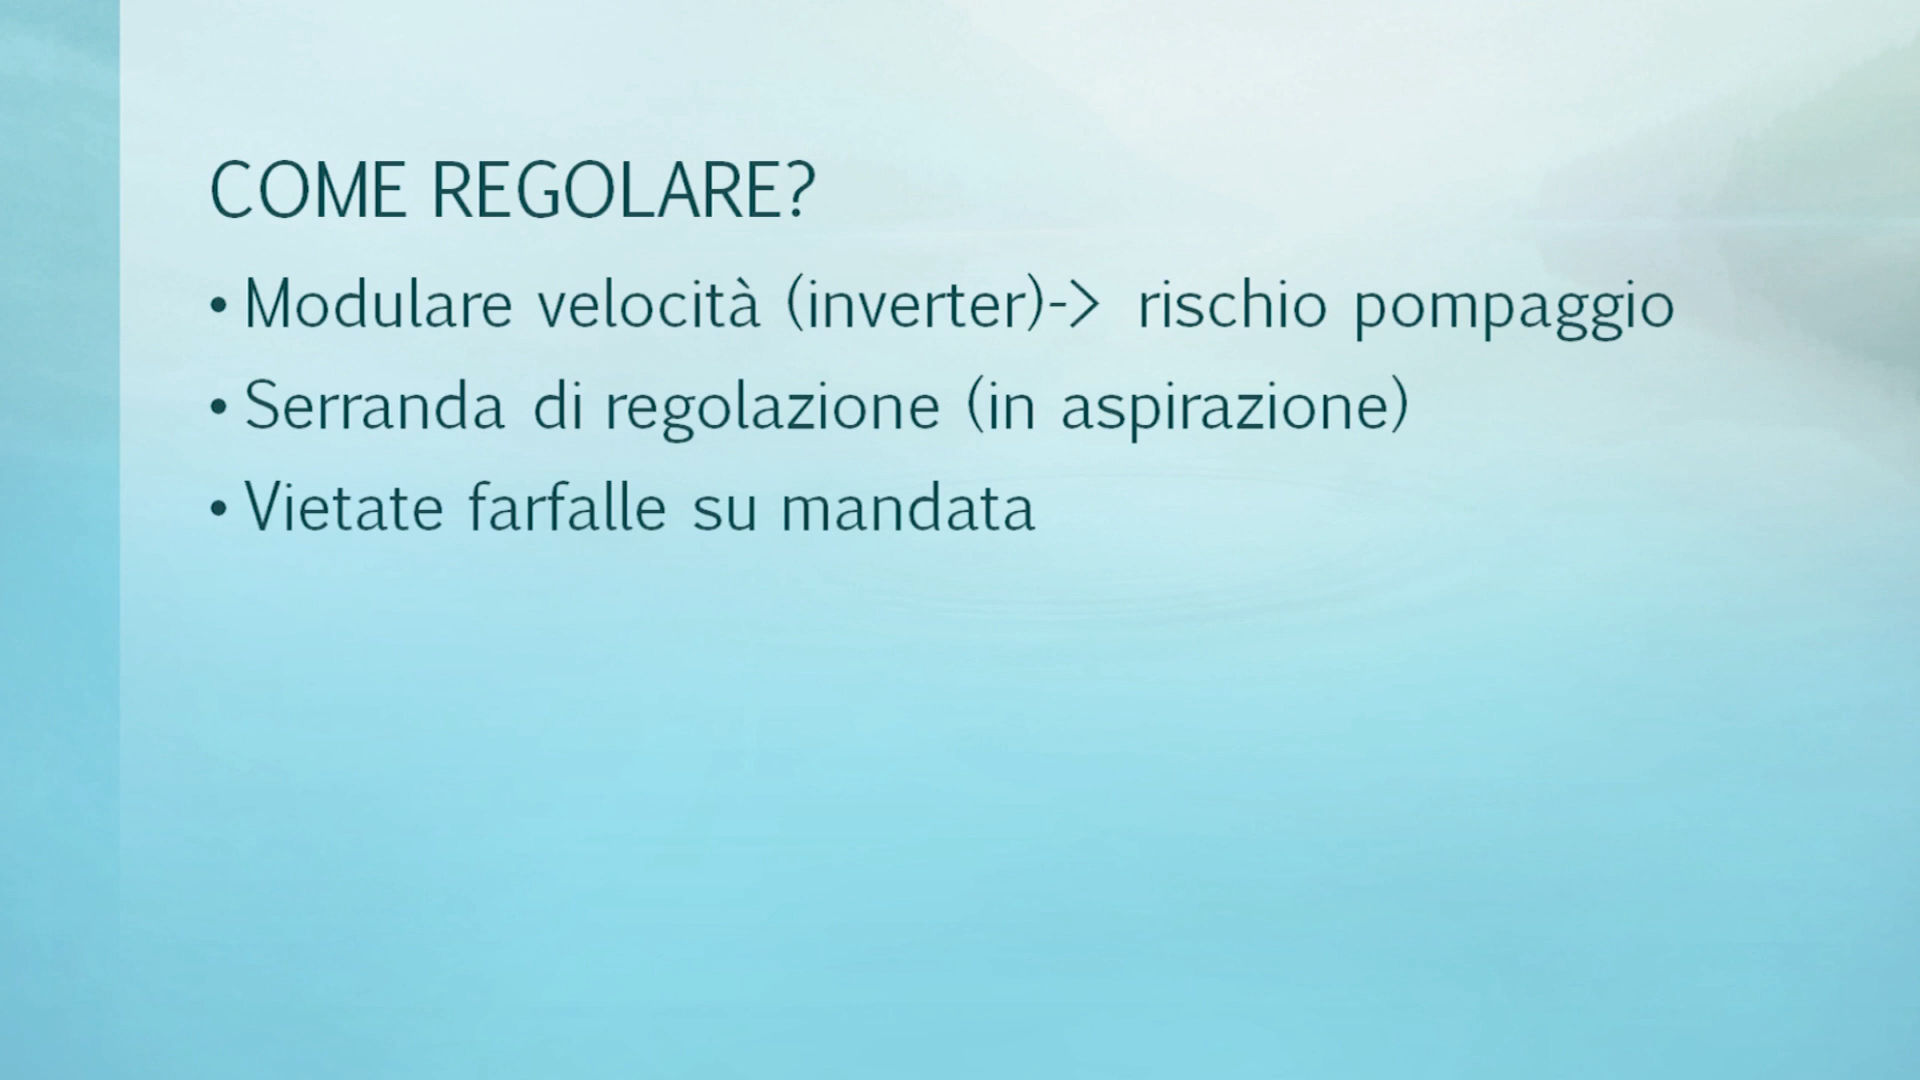 COME REGOLARE?
• Modulare velocità (inverter)-> rischio pompaggio
• Serranda di regolazione (in aspirazione)
• Vietate farfalle su mandata